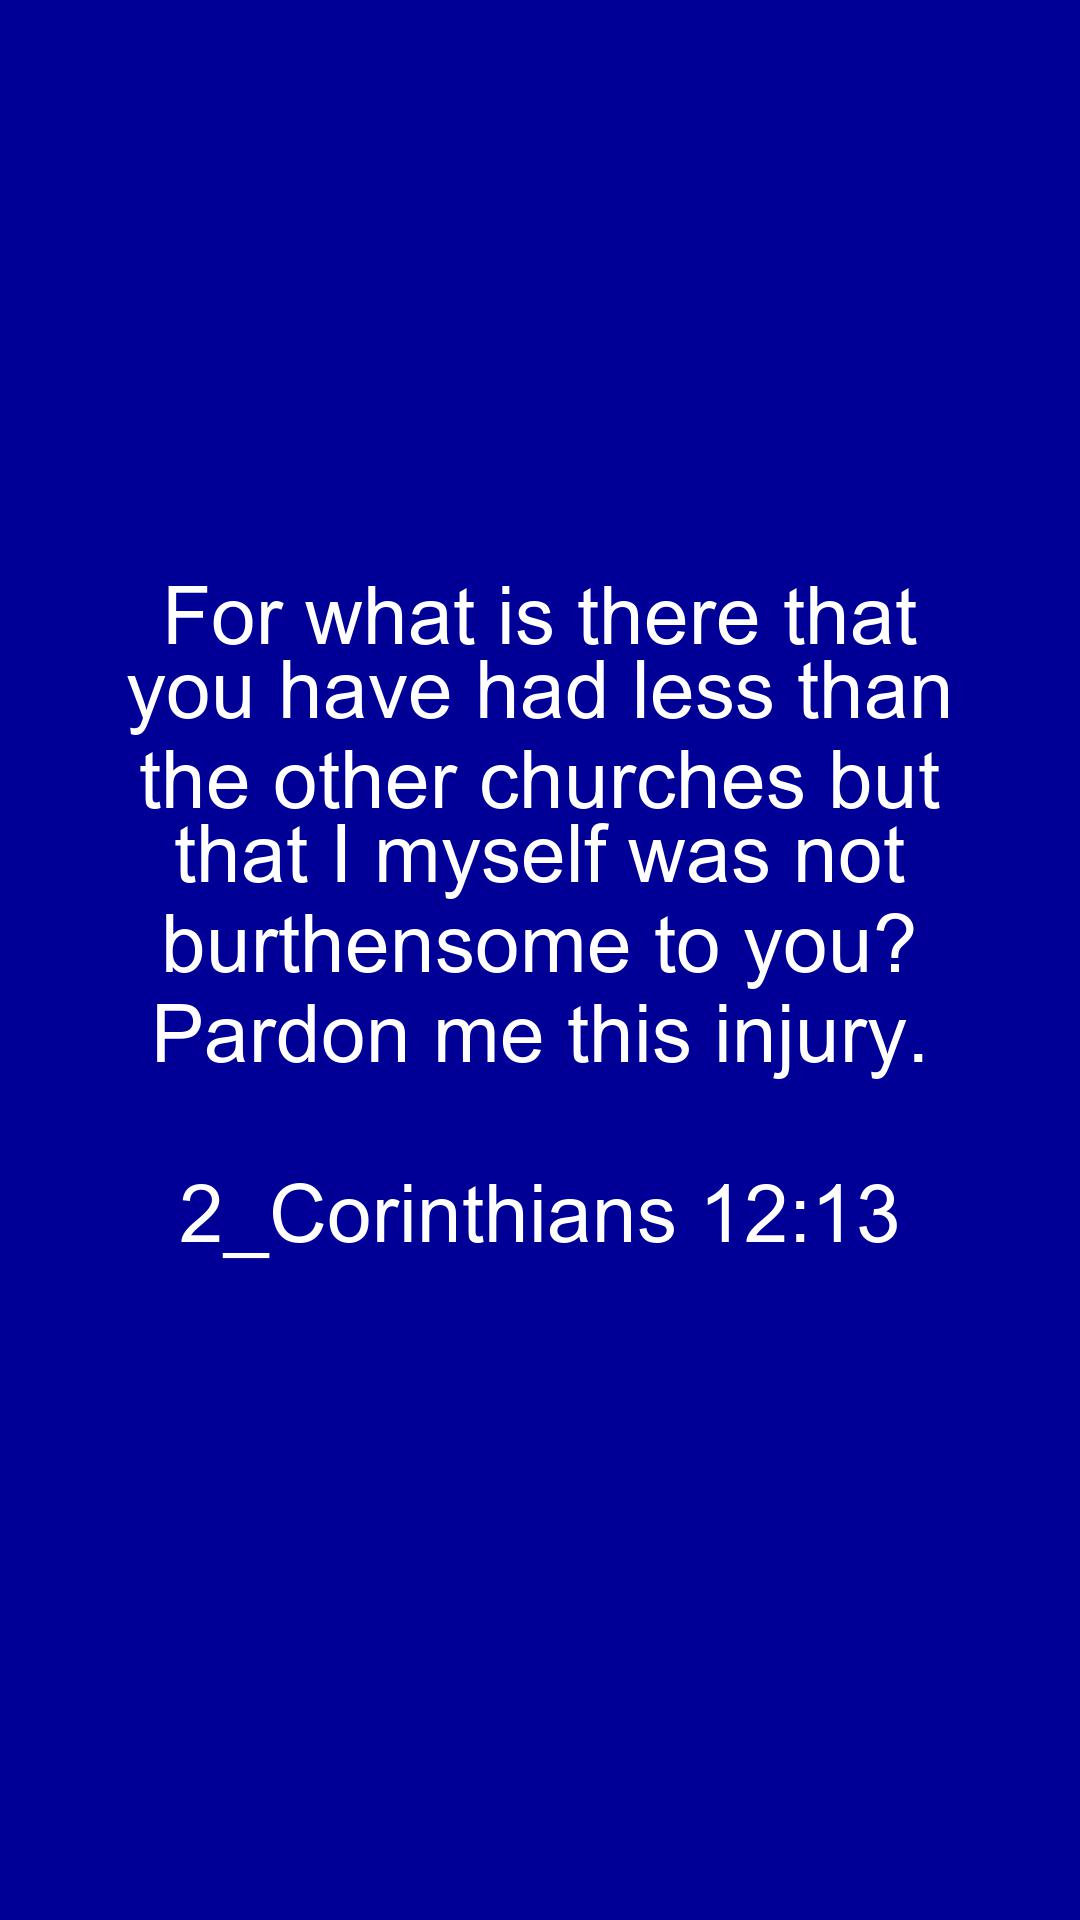 For what is there that
you have had less than
the other churches but
that I myself was not
burthensome to you?
Pardon me this injury.
2_Corinthians 12:13